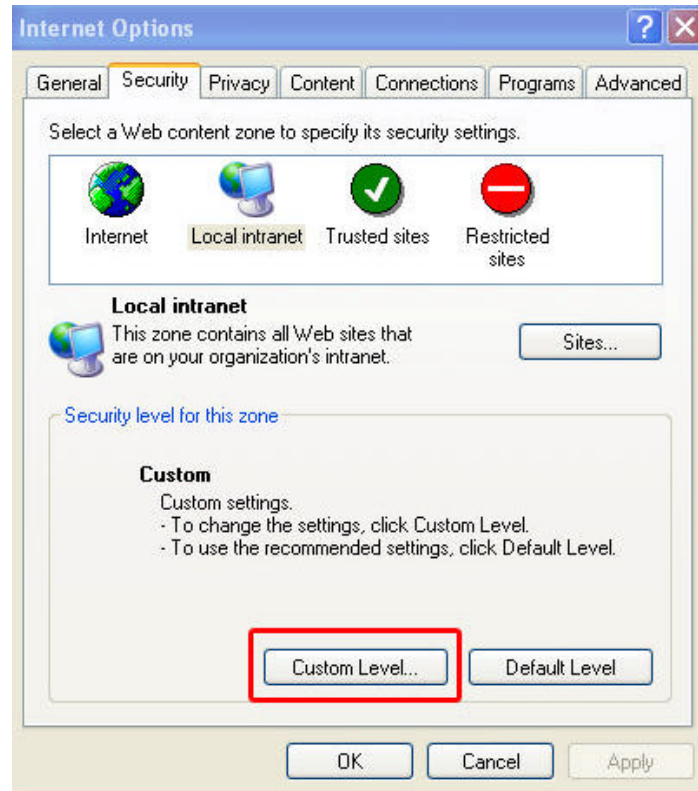 Internet Options
General Security Privacy Content Connections Programs Advanced
Select a Web content zone to specify its security settings.
Internet Local intranet Trusted sites Restricted sites
Local intranet
This zone contains all Web sites that
are on your organization's intranet.
Sites...
Security level for this zone
Custom
Custom settings.
- To change the settings, click Custom Level.
- To use the recommended settings, click Default Level.
Custom Level... Default Level
OK Cancel Apply